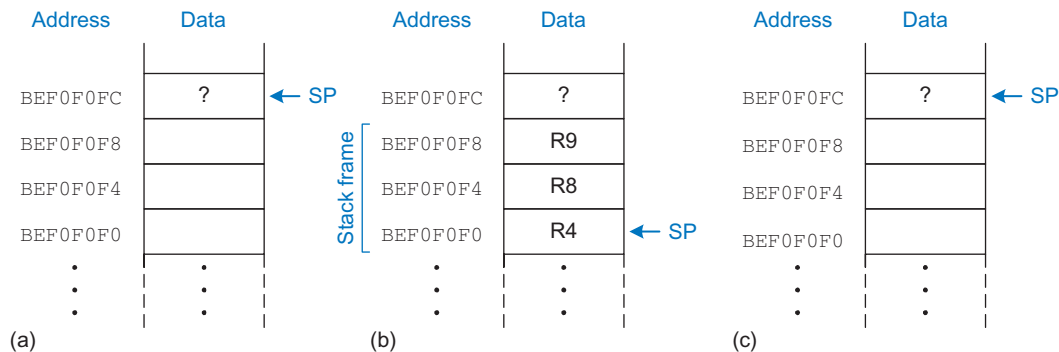 Address Data
BEF0F0FC ? SP
BEF0F0F8
BEF0F0F4
BEF0F0F0
(a)
Address Data
BEF0F0FC ? SP
Stack frame
BEF0F0F8 R9
BEF0F0F4 R8
BEF0F0F0 R4 SP
(b)
Address Data
BEF0F0FC ? SP
BEF0F0F8
BEF0F0F4
BEF0F0F0
(c)